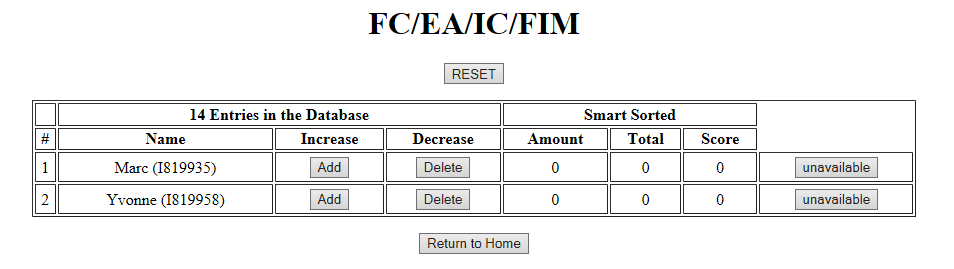 FC/EA/IC/FIM
RESET
14 Entries in the Database Smart Sorted
# Name Increase Decrease Amount Total Score
1 Marc (I819935) Add Delete 0 0 0 unavailable
2 Yvonne (I819958) Add Delete 0 0 0 unavailable
Return to Home